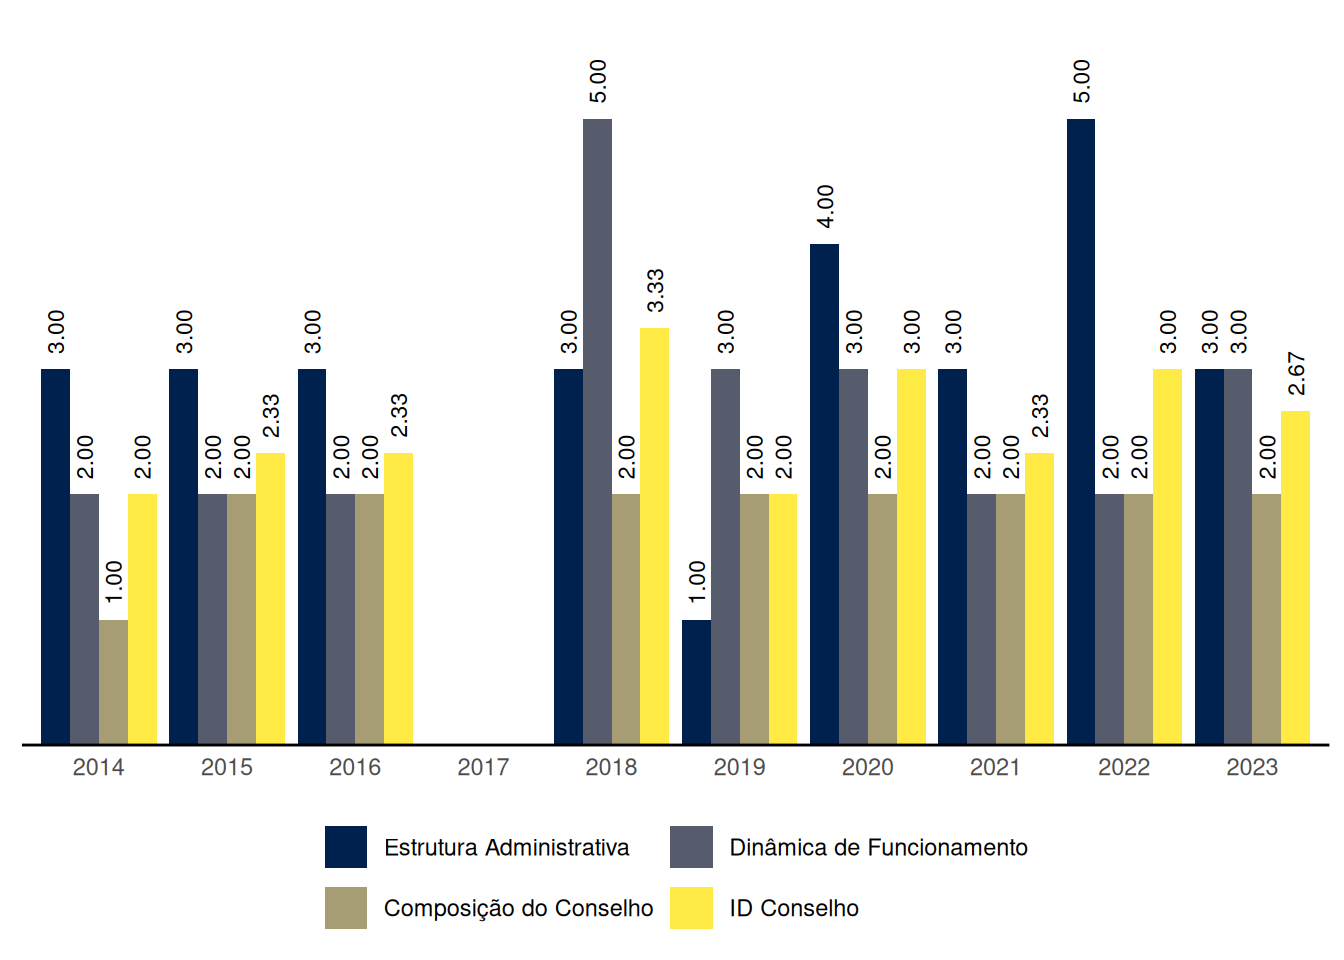 3.00 2.00 1.00 2.00 3.00 2.00 2.00 2.33 3.00 2.00 2.00 2.33 3.00 5.00 2.00 3.33 1.00 3.00 2.00 2.00 4.00 3.00 2.00 3.00 3.00 2.00 2.00 2.33 5.00 2.00 2.00 3.00 3.00 3.00 2.00 2.67
2014 2015 2016 2017 2018 2019 2020 2021 2022 2023
Estrutura Administrativa Dinâmica de Funcionamento
Composição do Conselho ID Conselho